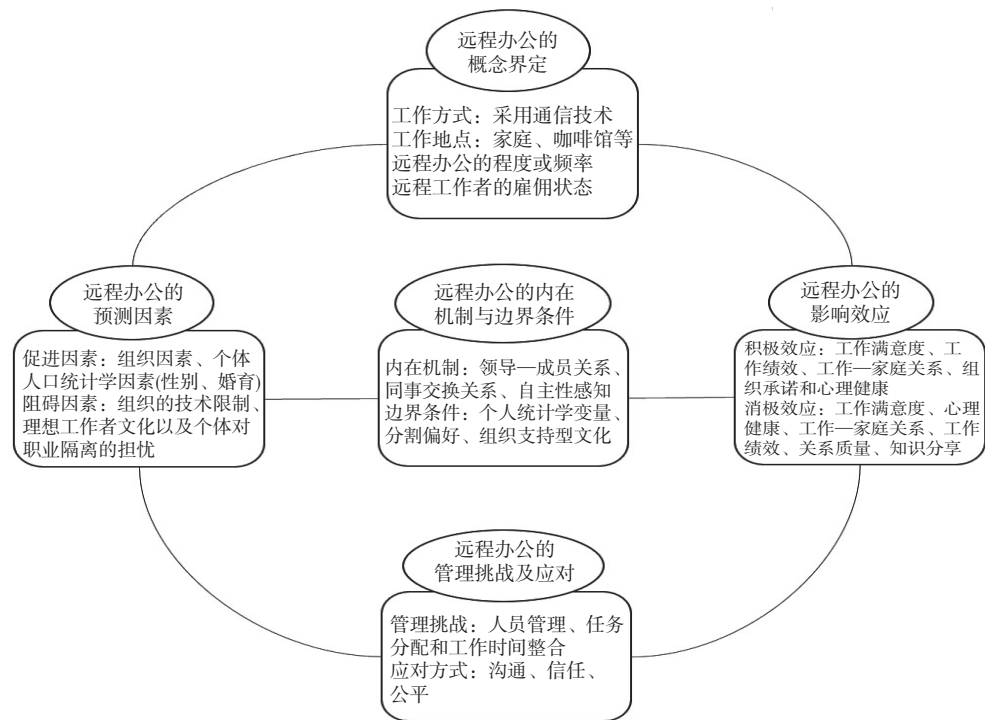 远程办公的
概念界定
工作方式：采用通信技术
工作地点：家庭、咖啡馆等
远程办公的程度或频率
远程工作者的雇佣状态
远程办公的
预测因素
促进因素：组织因素、个体
人口统计学因素(性别、婚育)
阻碍因素：组织的技术限制、
理想工作者文化以及个体对
职业隔离的担忧
远程办公的内在
机制与边界条件
内在机制：领导—成员关系、
同事交换关系、自主性感知
边界条件：个人统计学变量、
分割偏好、组织支持型文化
远程办公的
影响效应
积极效应：工作满意度、工
作绩效、工作—家庭关系、组
织承诺和心理健康
消极效应：工作满意度、心理
健康、工作—家庭关系、工作
绩效、关系质量、知识分享
远程办公的
管理挑战及应对
管理挑战：人员管理、任务
分配和工作时间整合
应对方式：沟通、信任、
公平